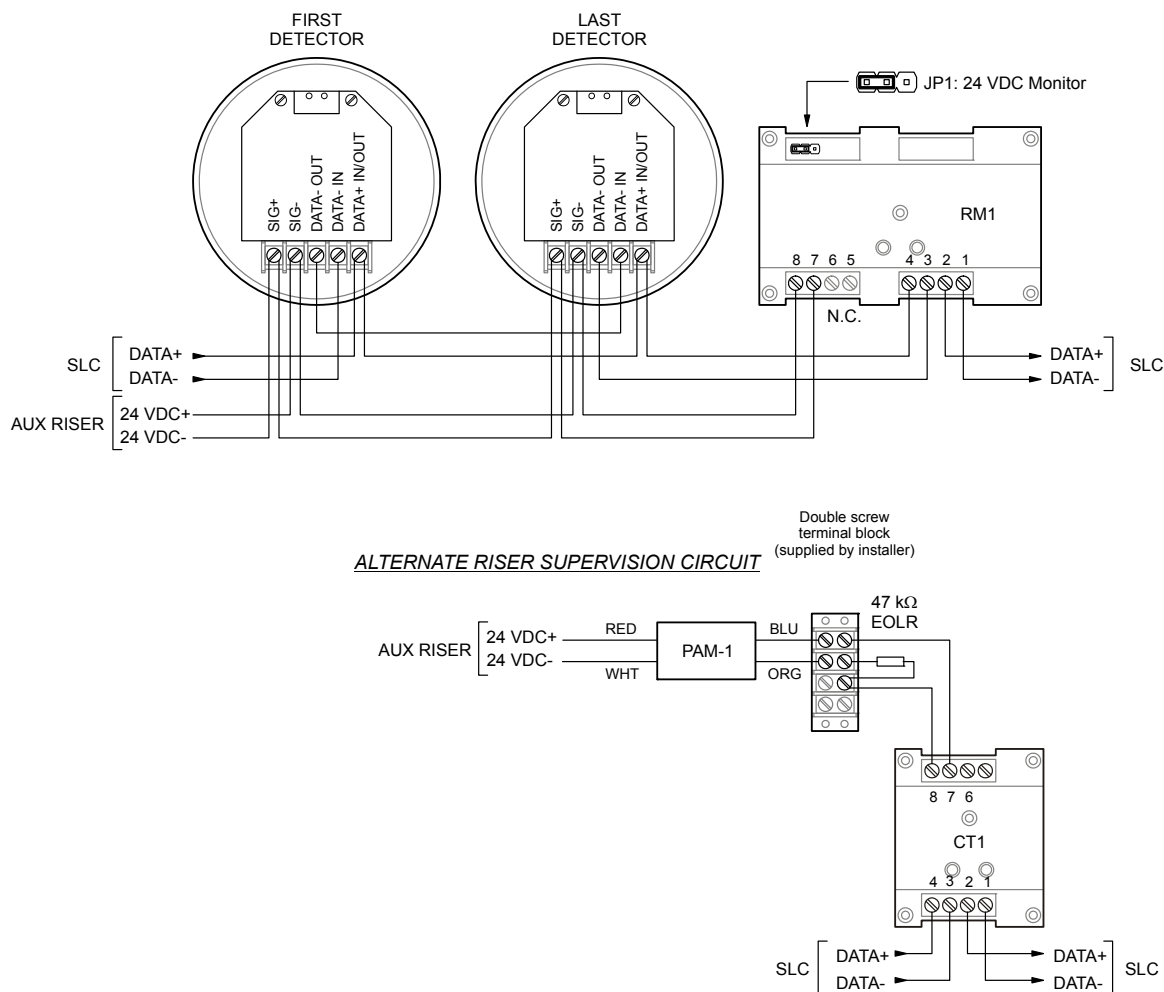 FIRST
DETECTOR
LAST
DETECTOR
JP1: 24 VDC Monitor
SIG+
SIG-
DATA- OUT
DATA- IN
DATA+ IN/OUT
SIG+
SIG-
DATA- OUT
DATA- IN
DATA+ IN/OUT
RM1
8 7 6 5
4 3 2 1
N.C.
SLC
DATA+
DATA-
DATA+
DATA-
SLC
AUX RISER
24 VDC+
24 VDC-
Double screw
terminal block
(supplied by installer)
ALTERNATE RISER SUPERVISION CIRCUIT
47 kΩ
EOLR
AUX RISER
24 VDC+
24 VDC-
RED
WHT
PAM-1
BLU
ORG
8 7 6
CT1
4 3 2 1
SLC
DATA+
DATA-
DATA+
DATA-
SLC